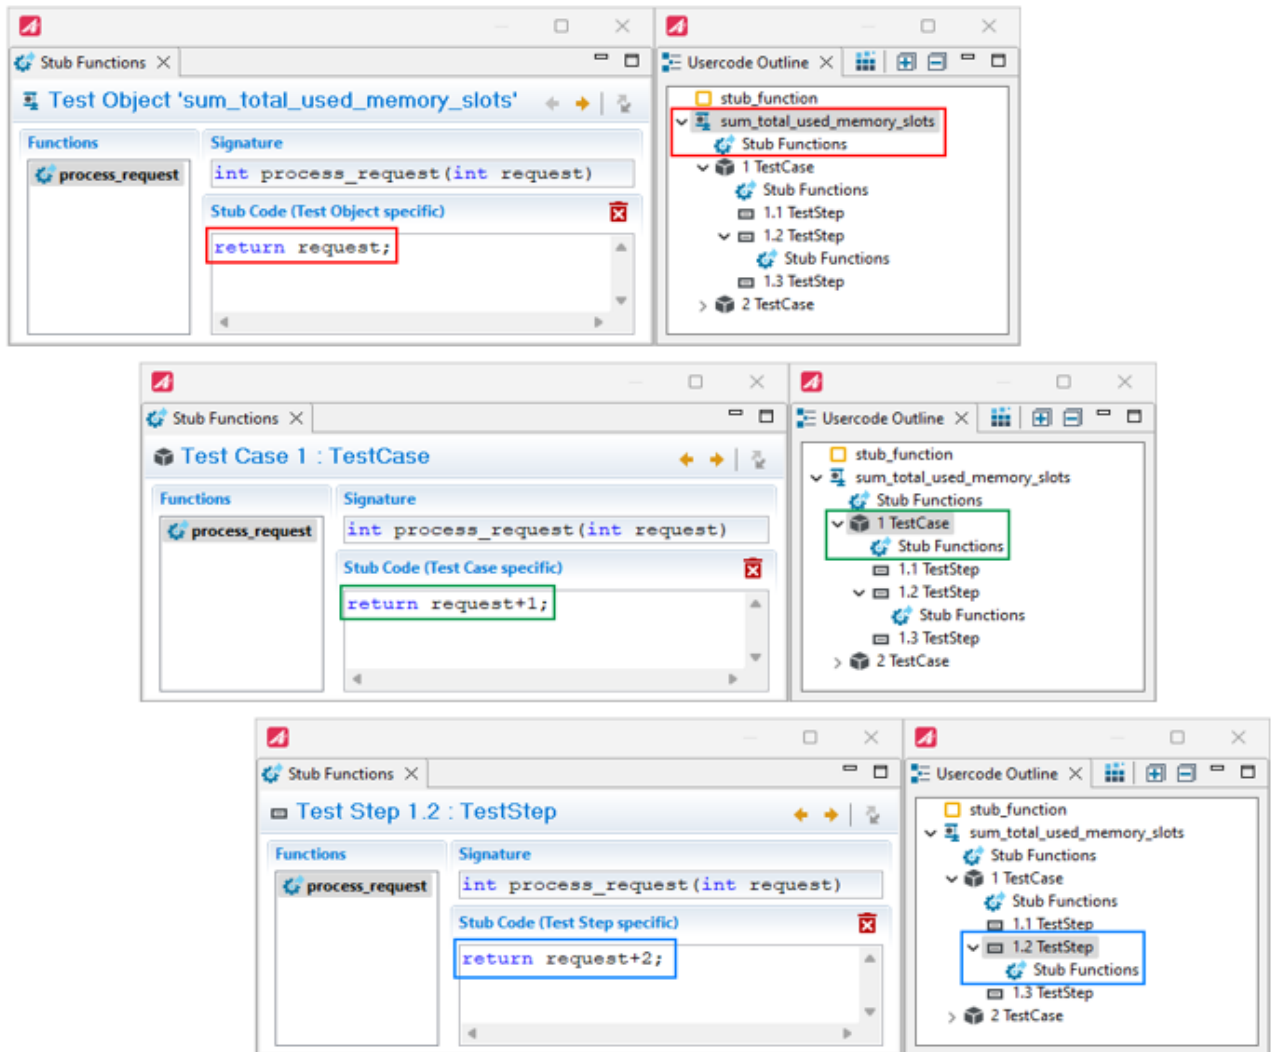 Stub Functions
Test Object 'sum_total_used_memory_slots'
Functions
process_request
Signature
int process_request(int request)
Stub Code (Test Object specific)
return request;
Usercode Outline
stub_function
sum_total_used_memory_slots
Stub Functions
1 TestCase
Stub Functions
1.1 TestStep
1.2 TestStep
Stub Functions
1.3 TestStep
2 TestCase
Stub Functions
Test Case 1 : TestCase
Functions
process_request
Signature
int process_request(int request)
Stub Code (Test Case specific)
return request+1;
Usercode Outline
stub_function
sum_total_used_memory_slots
Stub Functions
1 TestCase
Stub Functions
1.1 TestStep
1.2 TestStep
Stub Functions
1.3 TestStep
2 TestCase
Stub Functions
Test Step 1.2 : TestStep
Functions
process_request
Signature
int process_request(int request)
Stub Code (Test Step specific)
return request+2;
Usercode Outline
stub_function
sum_total_used_memory_slots
Stub Functions
1 TestCase
Stub Functions
1.1 TestStep
1.2 TestStep
Stub Functions
1.3 TestStep
2 TestCase